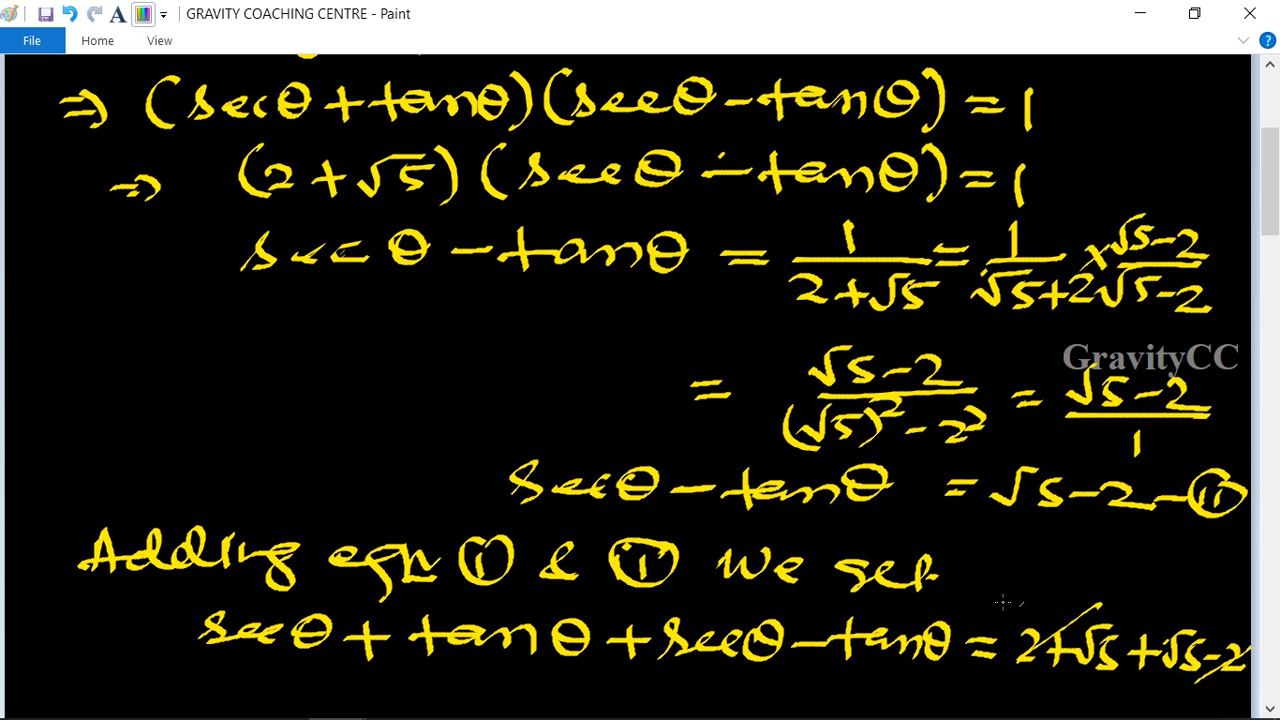 GRAVITY COACHING CENTRE - Paint
File Home View
⇒ (secθ + tanθ)(secθ - tanθ) = 1
⇒ (2 + √5)(secθ - tanθ) = 1
secθ - tanθ = 1/(2+√5) = 1/(√5+2) × (√5-2)/(√5-2)
GravityCC
= (√5-2)/((√5)² - 2²) = (√5-2)/1
secθ - tanθ = √5 - 2 - (ii)
Adding eqn (i) & (ii) we get
secθ + tanθ + secθ - tanθ = 2 + √5 + √5 - 2